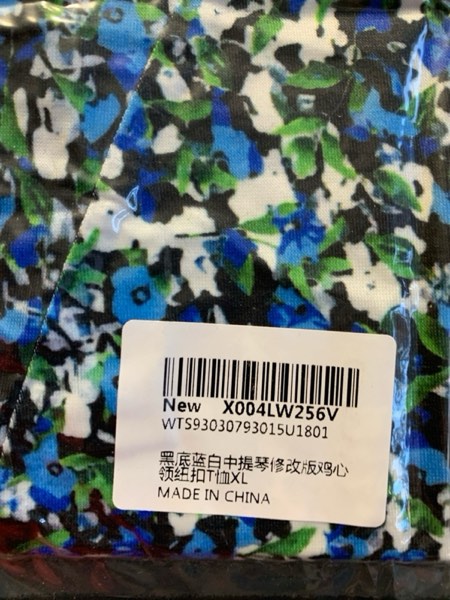 New X004LW256V
WTS93030793015U1801
黑底蓝白中提琴修改版鸡心
领纽扣T恤XL
MADE IN CHINA